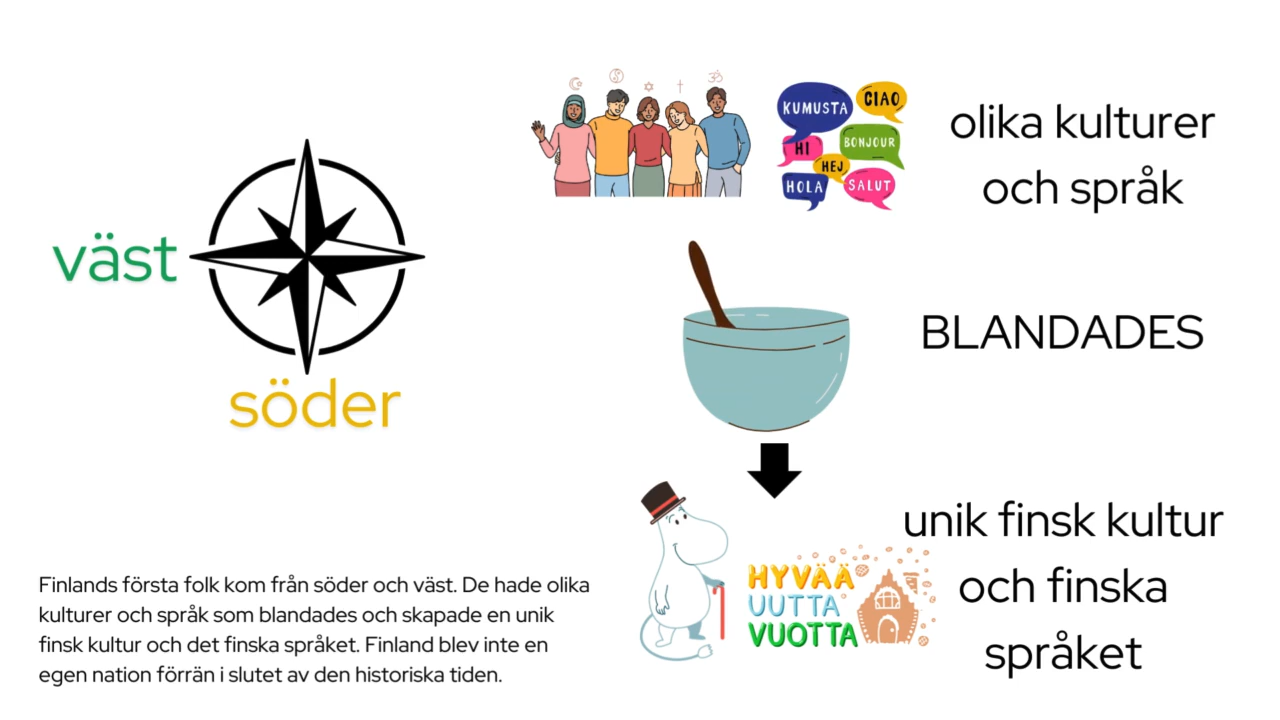 väst
söder
Finlands första folk kom från söder och väst. De hade olika
kulturer och språk som blandades och skapade en unik
finsk kultur och det finska språket. Finland blev inte en
egen nation förrän i slutet av den historiska tiden.
KUMUSTA
CIAO
HI
BONJOUR
HEJ
HOLA
SALUT
olika kulturer
och språk
BLANDADES
HYVÄÄ
UUTTA
VUOTTA
unik finsk kultur
och finska
språket